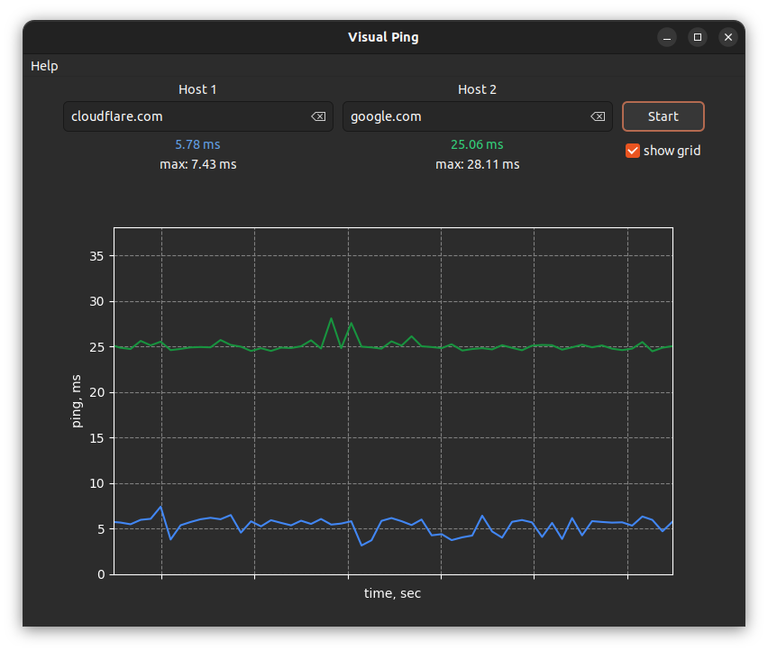 Visual Ping
Help
Host 1
Host 2
cloudflare.com
google.com
Start
5.78 ms
25.06 ms
show grid
max: 7.43 ms
max: 28.11 ms
35
30
25
20
15
10
5
0
ping, ms
time, sec